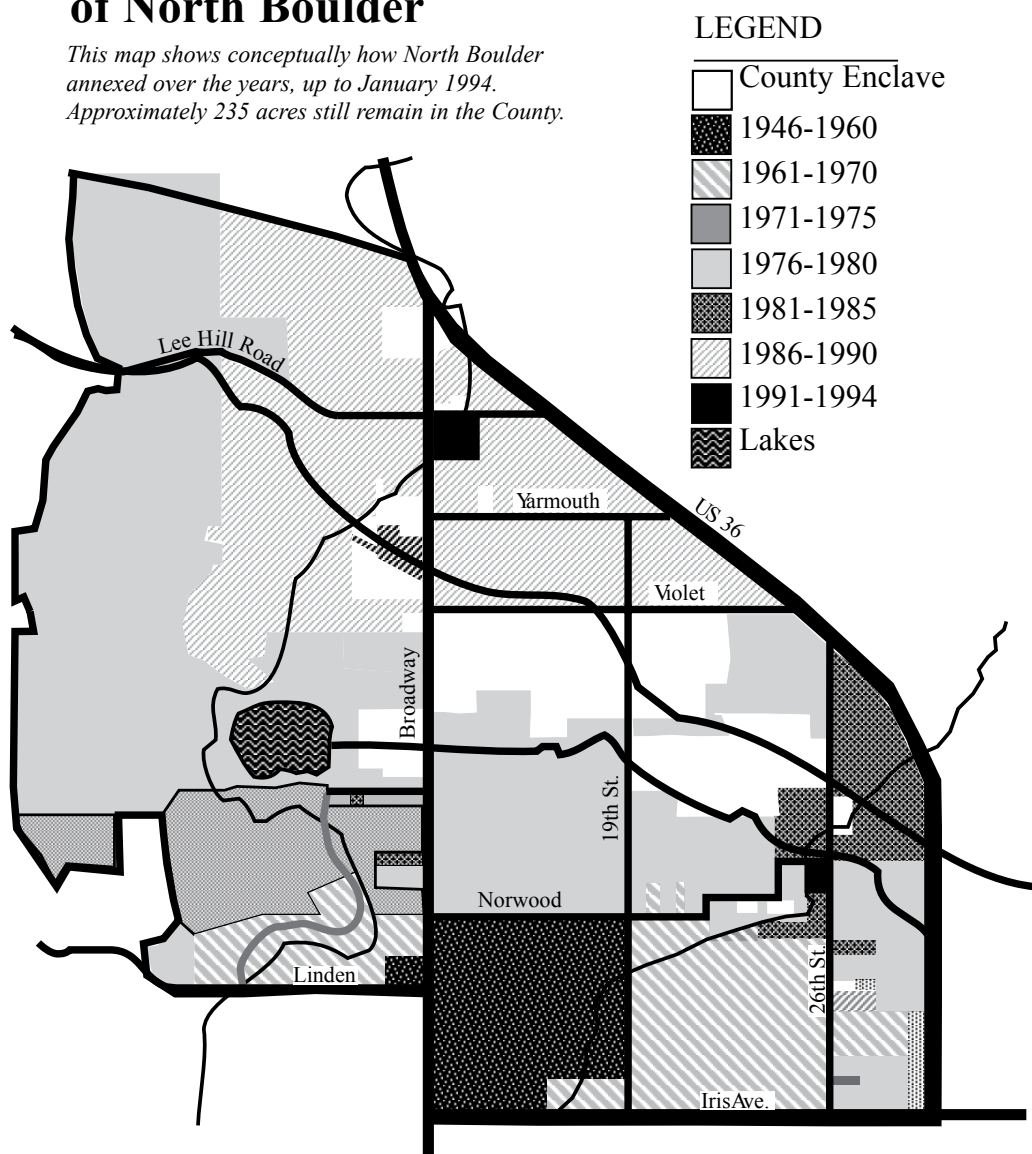 of North Boulder
This map shows conceptually how North Boulder
annexed over the years, up to January 1994.
Approximately 235 acres still remain in the County.
LEGEND
County Enclave
1946-1960
1961-1970
1971-1975
1976-1980
1981-1985
1986-1990
1991-1994
Lakes
Lee Hill Road
Yarmouth
US 36
Violet
Broadway
19th St.
Norwood
26th St.
Linden
IrisAve.